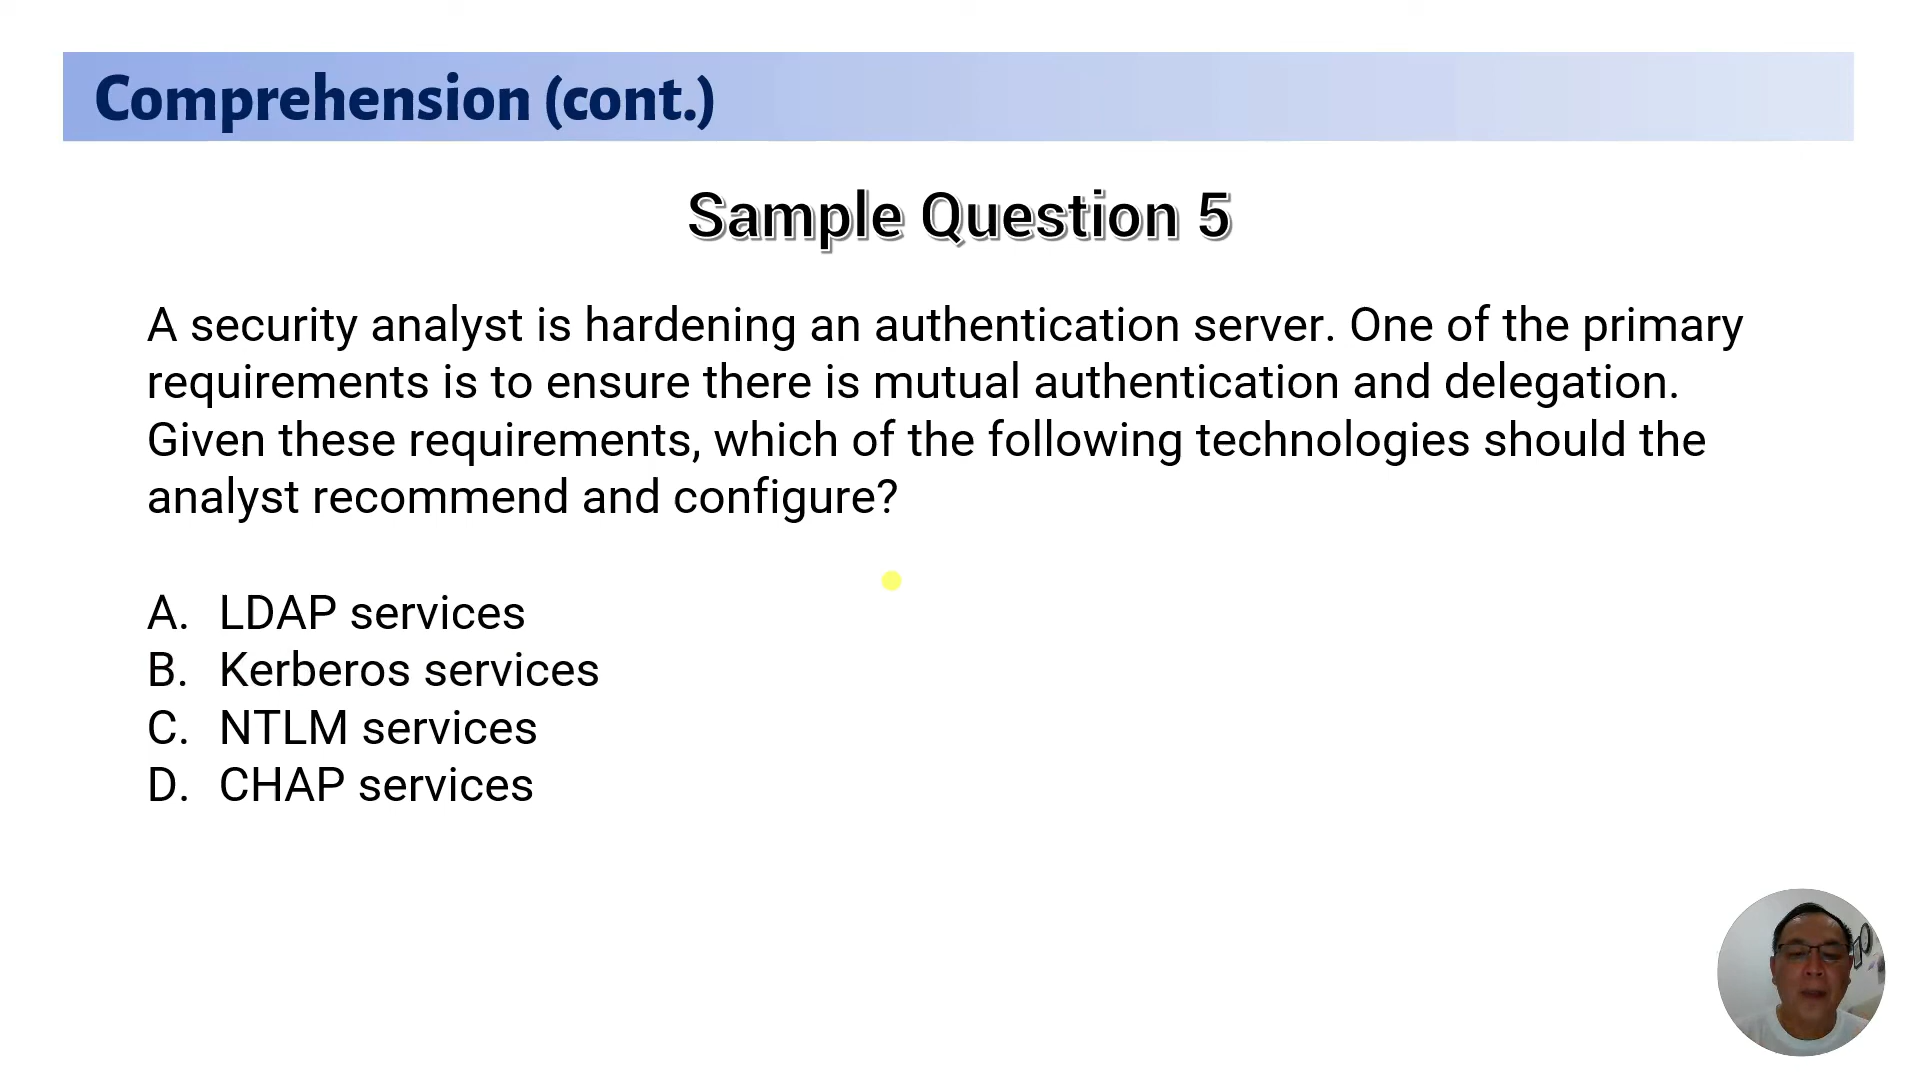 Comprehension (cont.)
Sample Question 5
A security analyst is hardening an authentication server. One of the primary
requirements is to ensure there is mutual authentication and delegation.
Given these requirements, which of the following technologies should the
analyst recommend and configure?
A. LDAP services
B. Kerberos services
C. NTLM services
D. CHAP services